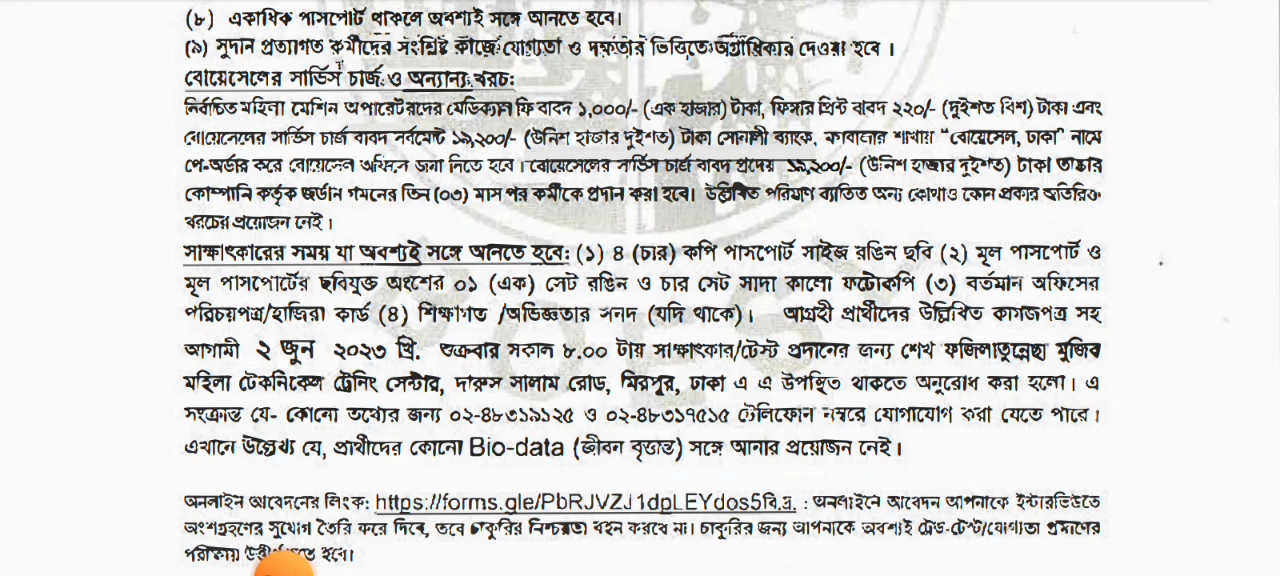 (৮) একাধিক পাসপোর্ট থাকলে অবশ্যই সঙ্গে আনতে হবে।
(৯) সুদান প্রত্যাগত কর্মীদের সংশ্লিষ্ট কাজে যোগ্যতা ও দক্ষতার ভিত্তিতে অগ্রাধিকার দেওয়া হবে ।
বোয়েসেলের সার্ভিস চার্জ ও অন্যান্য খরচ:
নির্বাচিত মহিলা মেশিন অপারেটরদের মেডিক্যাল ফি বাবদ ১,০০০/- (এক হাজার) টাকা, ফিঙ্গার প্রিন্ট বাবদ ২২০/- (দুইশত বিশ) টাকা এবং
বোয়েসেলের সার্ভিস চার্জ বাবদ সর্বমোট ১৯,২০০/- (উনিশ হাজার দুইশত) টাকা সোনালী ব্যাংক, শাখায় "বোয়েসেল, ঢাকা" নামে
পে-অর্ডার করে বোয়েসেল অফিসে জমা দিতে হবে। বোয়েসেলের সার্ভিস চার্জ বাবদ প্রদেয় ১৯,২০০/- (উনিশ হাজার দুইশত) টাকা
কোম্পানি কর্তৃক জর্ডান গমনের তিন (০৩) মাস পর কর্মীকে প্রদান করা হবে। উল্লিখিত পরিমাণ ব্যতিত অন্য কোথাও কোন প্রকার অতিরিক্ত
খরচের প্রয়োজন নেই।
সাক্ষাৎকারের সময় যা অবশ্যই সঙ্গে আনতে হবে: (১) ৪ (চার) কপি পাসপোর্ট সাইজ রঙিন ছবি (২) মূল পাসপোর্ট ও
মূল পাসপোর্টের ছবিযুক্ত অংশের ০১ (এক) সেট রঙিন ও চার সেট সাদা কালো ফটোকপি (৩) বর্তমান অফিসের
পরিচয়পত্র/হাজিরা কার্ড (৪) শিক্ষাগত /অভিজ্ঞতার সনদ (যদি থাকে)। আগ্রহী প্রার্থীদের উল্লিখিত কাগজপত্র সহ
আগামী ২ জুন ২০২৩ খ্রি. শুক্রবার সকাল ৮.০০ টায় সাক্ষাৎকার/টেস্ট প্রদানের জন্য শেখ ফজিলাতুন্নেছা মুজিব
মহিলা টেকনিকেল ট্রেনিং সেন্টার, দারুস সালাম রোড, মিরপুর, ঢাকা এ এ উপস্থিত থাকতে অনুরোধ করা হলো। এ
সংক্রান্ত যে- কোনো তথ্যের জন্য ০২-৪৮৩১৯১২৫ ও ০২-৪৮৩১৭৫১৫ টেলিফোন নম্বরে যোগাযোগ করা যেতে পারে।
এখানে উল্লেখ্য যে, প্রার্থীদের কোনো Bio-data (জীবন বৃত্তান্ত) সঙ্গে আনার প্রয়োজন নেই।
অনলাইন আবেদনের লিংক: https://forms.gle/PbRJVZJ1dpLEYdos5বি.দ্র. : অনলাইনে আবেদন আপনাকে ইন্টারভিউতে
অংশগ্রহণের সুযোগ তৈরি করে দিবে, তবে চাকুরির নিশ্চয়তা বহন করবে না। চাকুরির জন্য আপনাকে অবশ্যই ট্রেড-টেস্ট/যোগ্যতা প্রমাণের
পরিক্ষায় হবে।